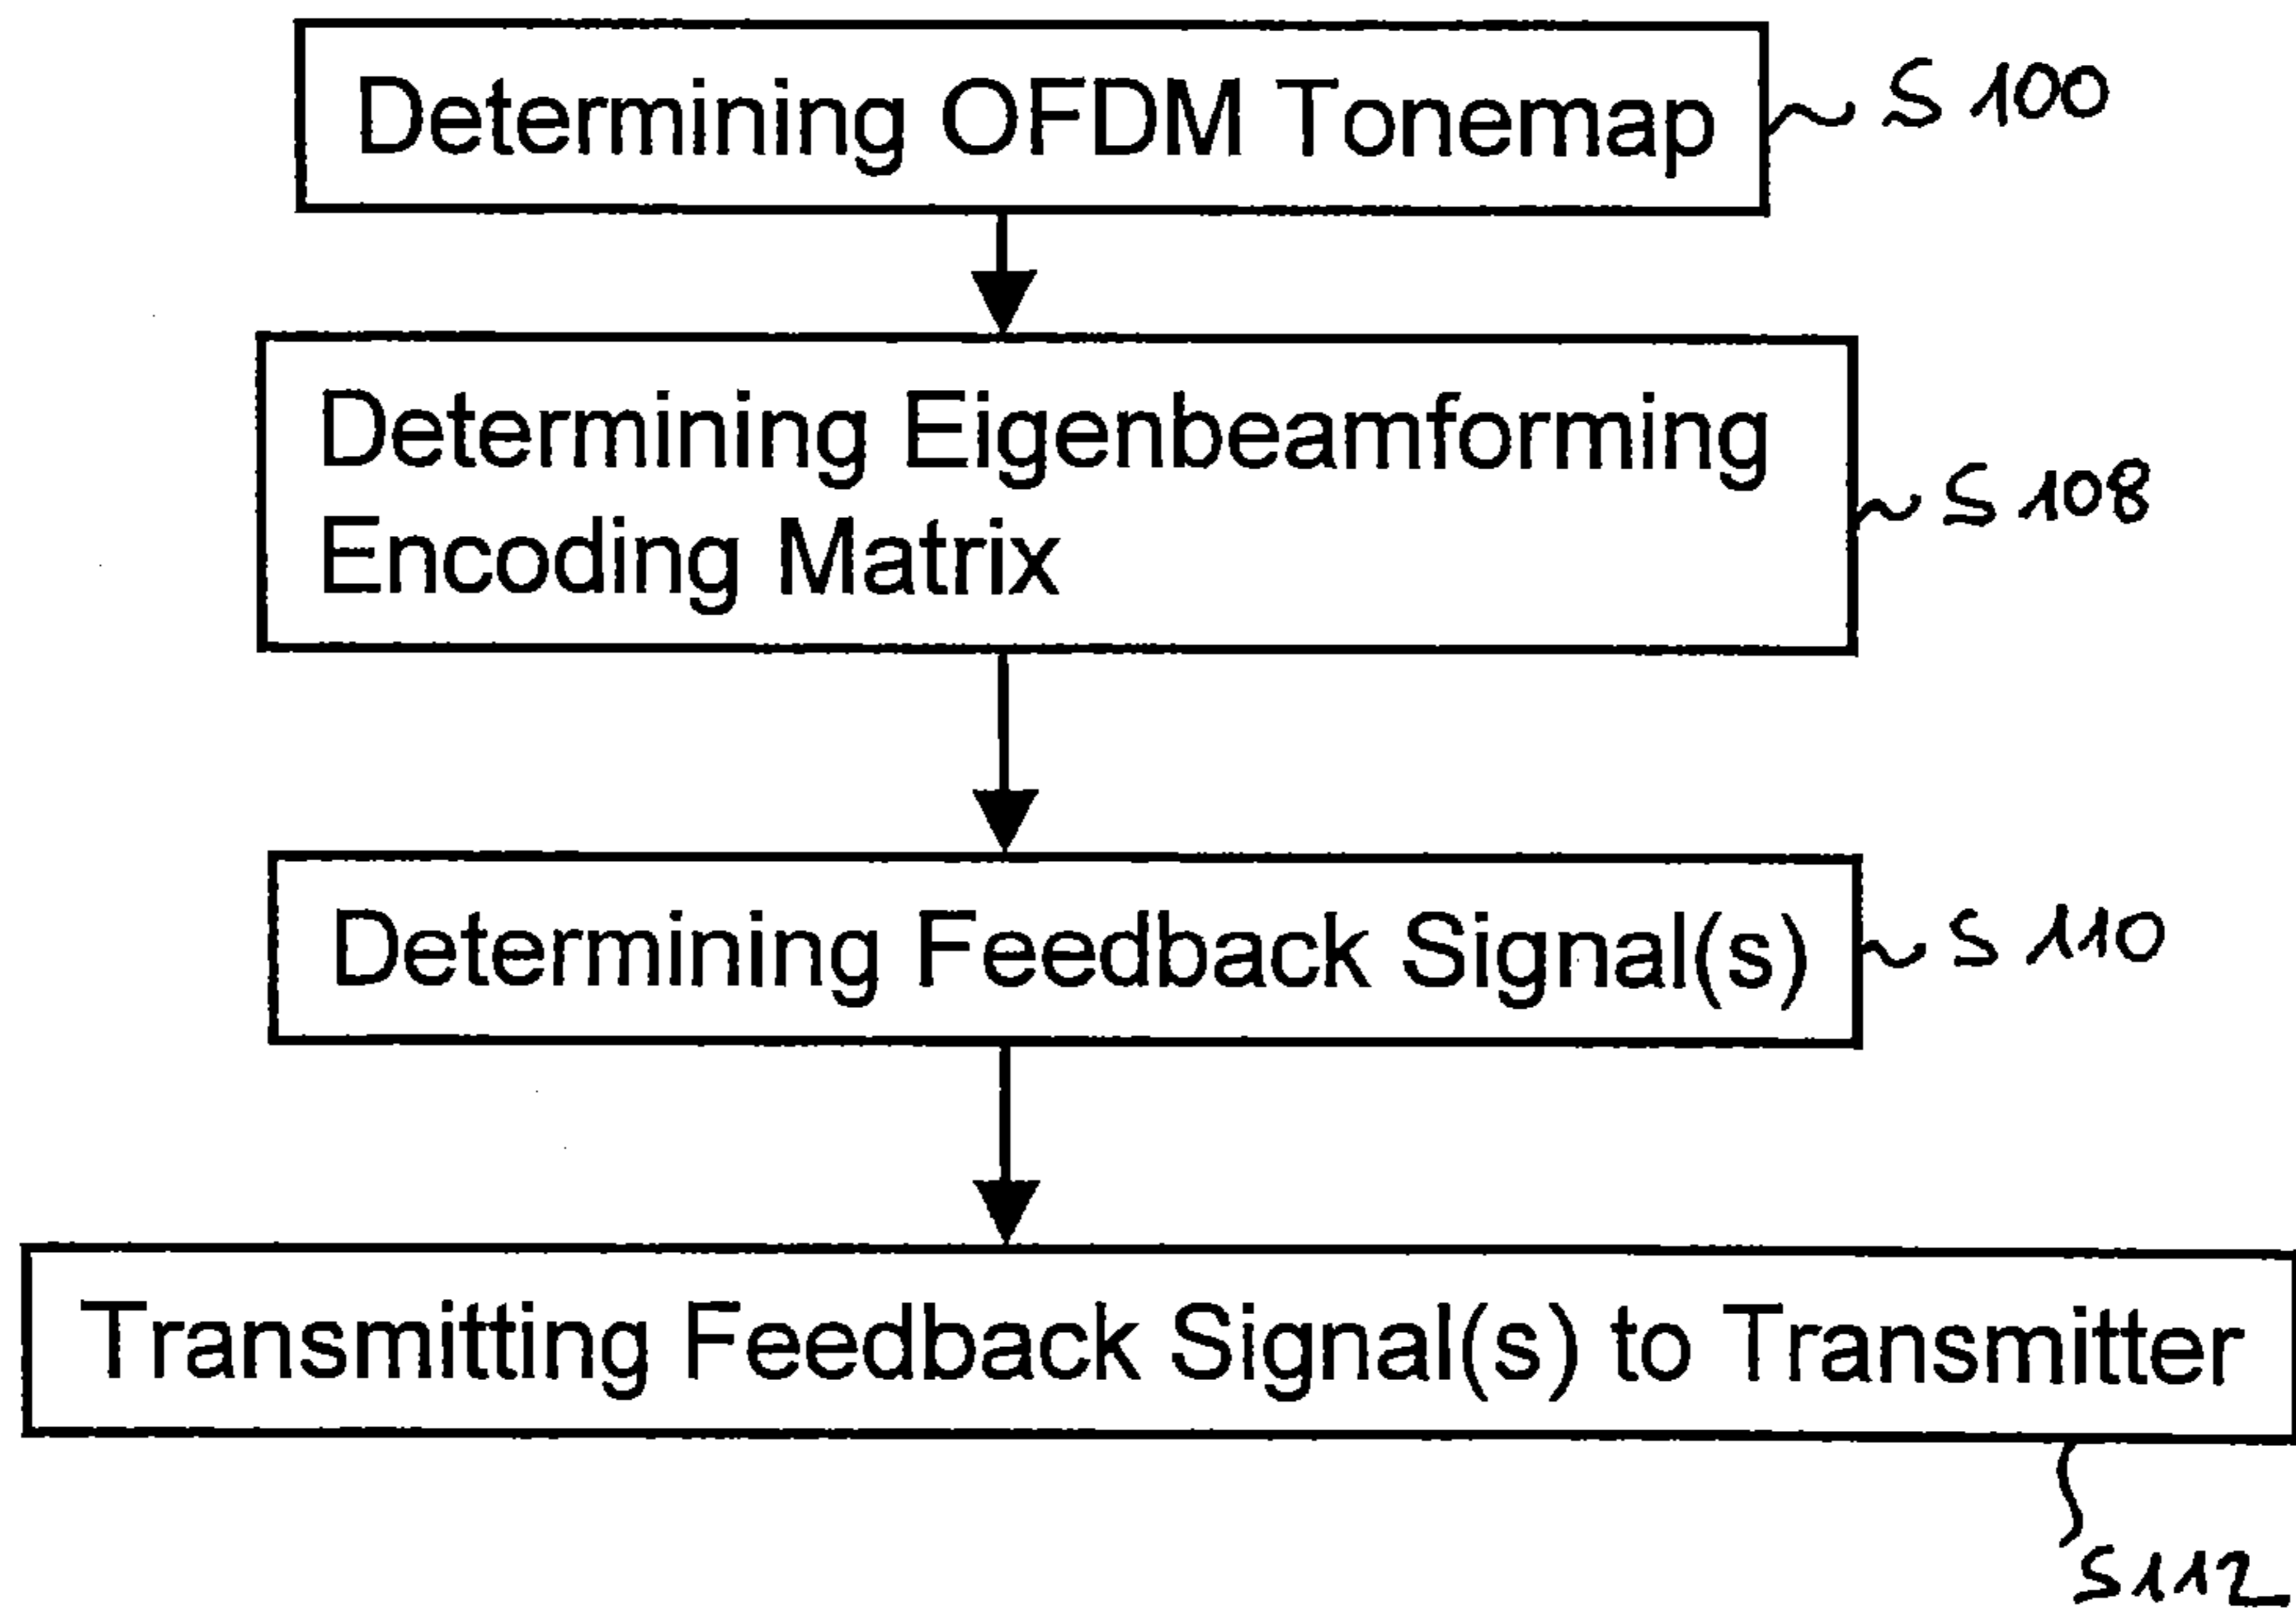 Determining OFDM Tonemap
S 100
Determining Eigenbeamforming
Encoding Matrix
S 108
Determining Feedback Signal(s)
S 110
Transmitting Feedback Signal(s) to Transmitter
S112